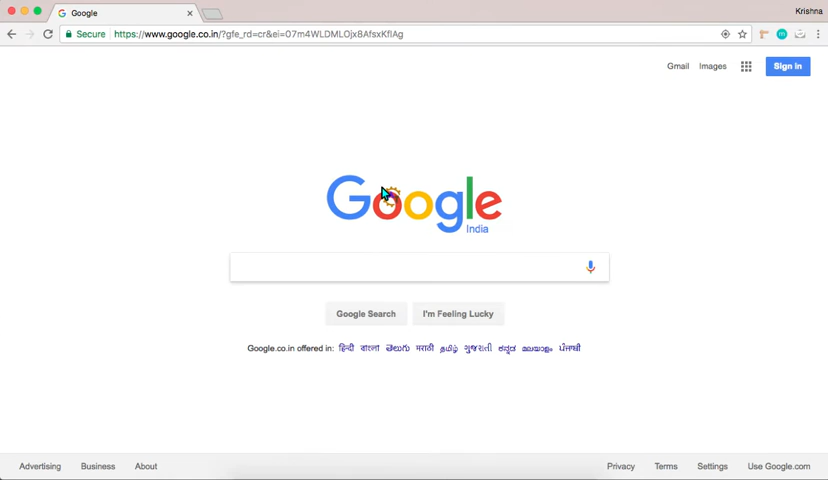 Krishna
Google
Secure https://www.google.co.in/?gfe_rd=cr&ei=07m4WLDMLOjx8AfsxKfIAg
Gmail Images Sign in
Google
India
Google Search I'm Feeling Lucky
Google.co.in offered in: हिन्दी বাংলা తెలుగు मराठी தமிழ் ગુજરાતી ಕನ್ನಡ മലയാളം ਪੰਜਾਬੀ
Advertising Business About Privacy Terms Settings Use Google.com